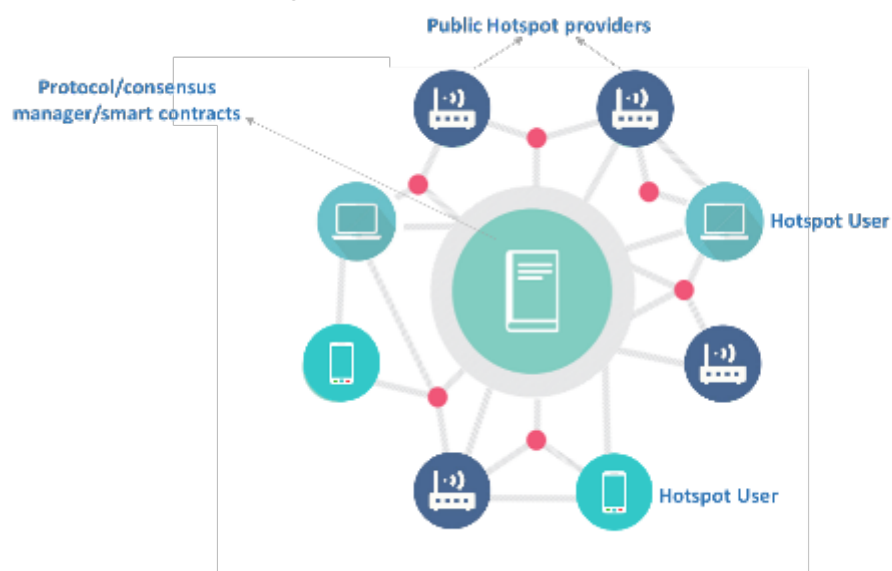 Public Hotspot providers
Protocol/consensus
manager/smart contracts
Hotspot User
Hotspot User